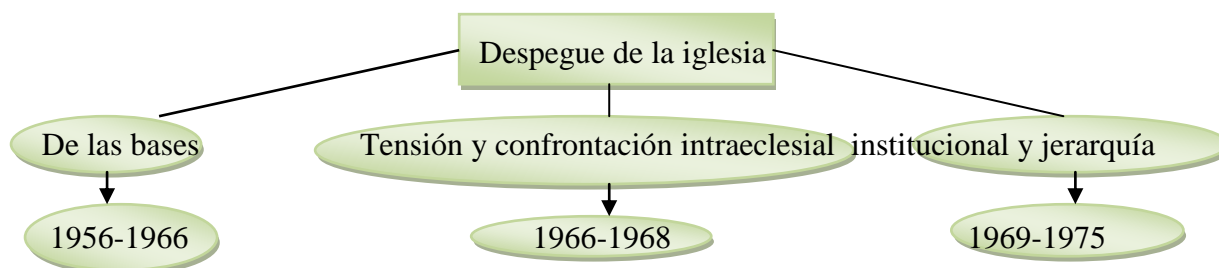 Despegue de la iglesia
De las bases
Tensión y confrontación intraeclesial
institucional y jerarquía
1956-1966
1966-1968
1969-1975